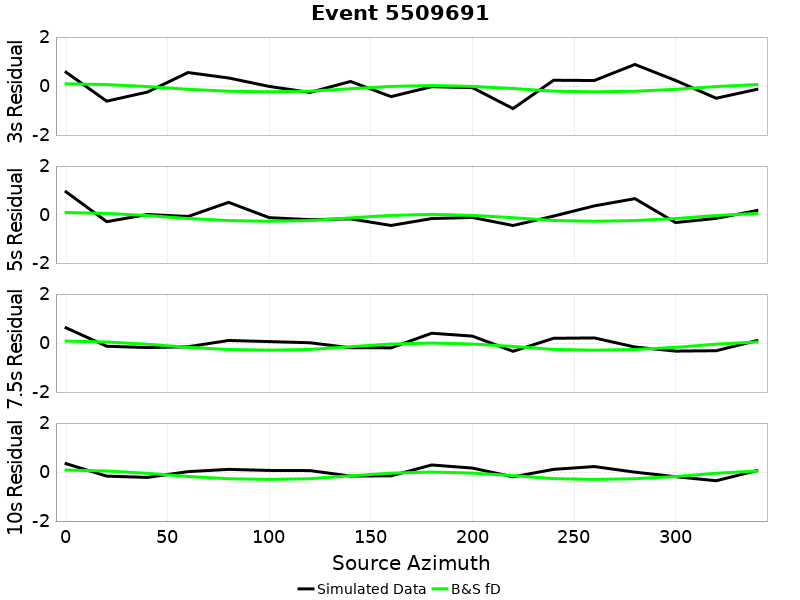 Event 5509691
3s Residual
2
0
-2
5s Residual
2
0
-2
7.5s Residual
2
0
-2
10s Residual
2
0
-2
0 50 100 150 200 250 300
Source Azimuth
Simulated Data B&S fD